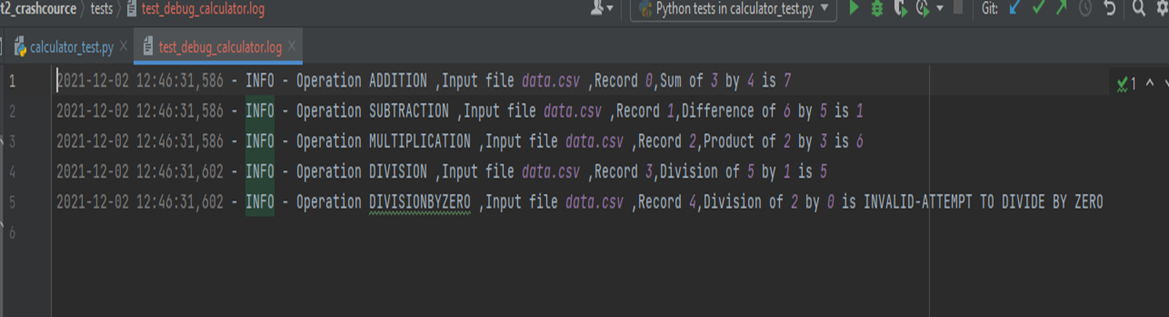 t2_crashcource tests test_debug_calculator.log Python tests in calculator_test.py Git:
calculator_test.py test_debug_calculator.log
1 2021-12-02 12:46:31,586 - INFO - Operation ADDITION ,Input file data.csv ,Record 0,Sum of 3 by 4 is 7 1
2 2021-12-02 12:46:31,586 - INFO - Operation SUBTRACTION ,Input file data.csv ,Record 1,Difference of 6 by 5 is 1
3 2021-12-02 12:46:31,586 - INFO - Operation MULTIPLICATION ,Input file data.csv ,Record 2,Product of 2 by 3 is 6
4 2021-12-02 12:46:31,602 - INFO - Operation DIVISION ,Input file data.csv ,Record 3,Division of 5 by 1 is 5
5 2021-12-02 12:46:31,602 - INFO - Operation DIVISIONBYZERO ,Input file data.csv ,Record 4,Division of 2 by 0 is INVALID-ATTEMPT TO DIVIDE BY ZERO
6